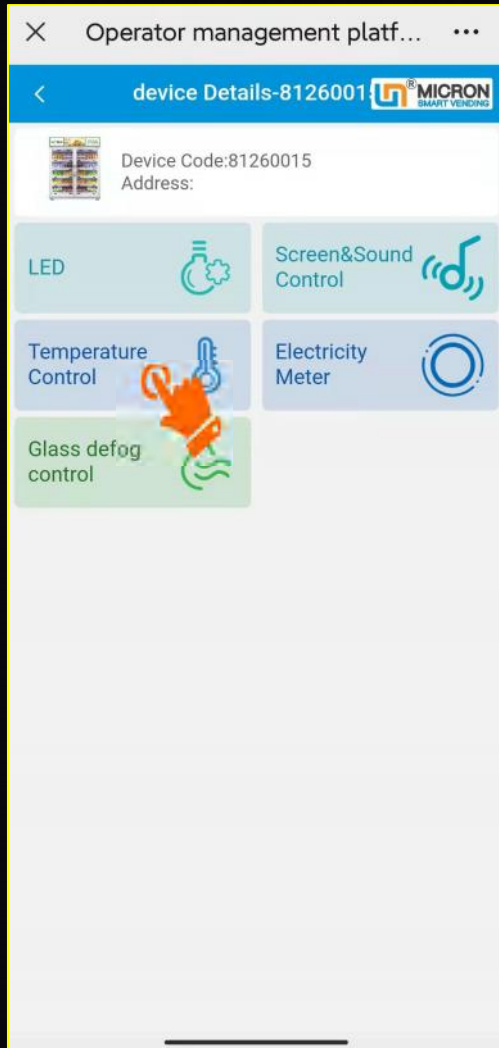 Operator management platf...
device Details-8126001
MICRON
SMART VENDING
Device Code:81260015
Address:
LED
Screen&Sound
Control
Temperature
Control
Electricity
Meter
Glass defog
control